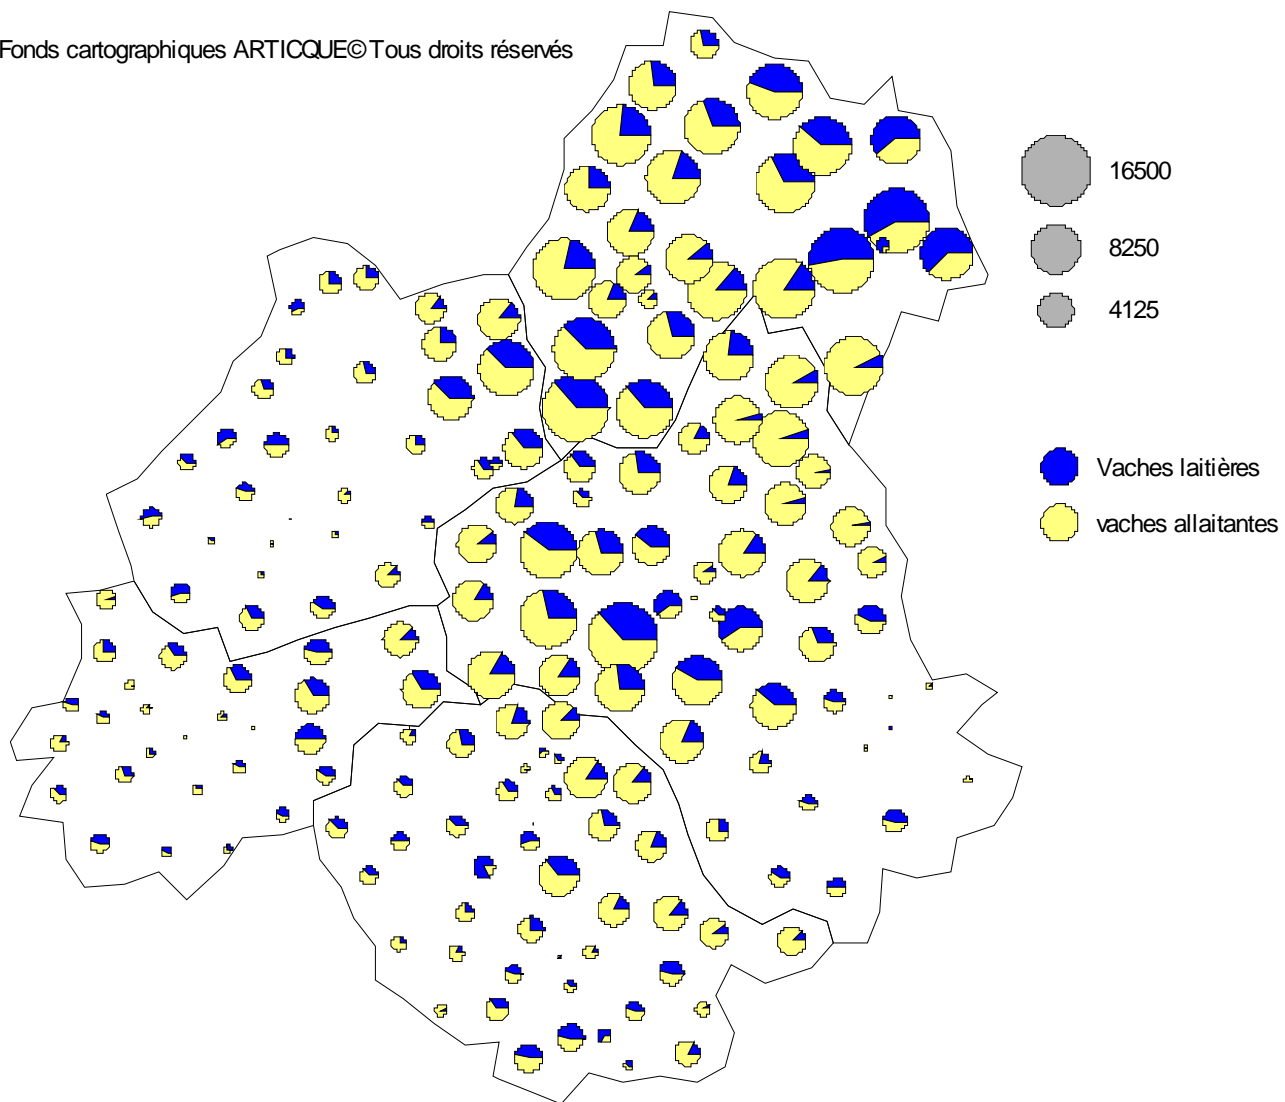 Fonds cartographiques ARTICQUE© Tous droits réservés
16500
8250
4125
Vaches laitières
vaches allaitantes